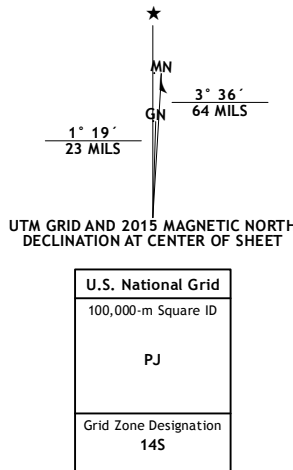 ★
MN
GN
3° 36´
64 MILS
1° 19´
23 MILS
UTM GRID AND 2015 MAGNETIC NORTH
DECLINATION AT CENTER OF SHEET
U.S. National Grid
100,000-m Square ID
PJ
Grid Zone Designation
14S